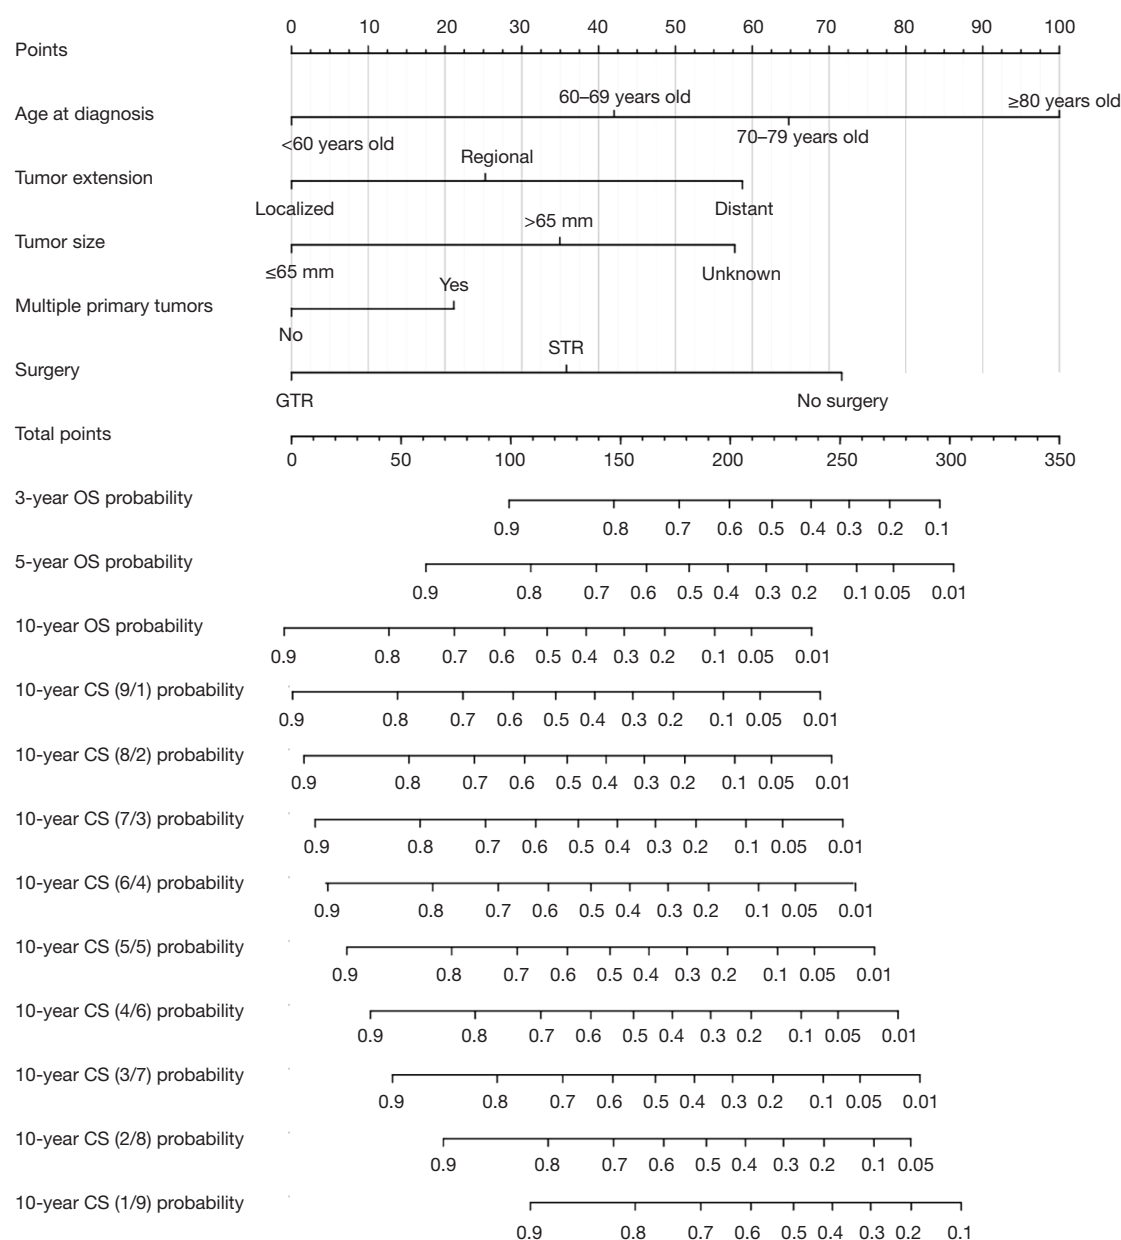 0 10 20 30 40 50 60 70 80 90 100
Points
60–69 years old ≥80 years old
Age at diagnosis
<60 years old 70–79 years old
Regional
Tumor extension
Localized Distant
>65 mm
Tumor size
≤65 mm Unknown
Yes
Multiple primary tumors
No
STR
Surgery
GTR No surgery
Total points
0 50 100 150 200 250 300 350
3-year OS probability
0.9 0.8 0.7 0.6 0.5 0.4 0.3 0.2 0.1
5-year OS probability
0.9 0.8 0.7 0.6 0.5 0.4 0.3 0.2 0.1 0.05 0.01
10-year OS probability
0.9 0.8 0.7 0.6 0.5 0.4 0.3 0.2 0.1 0.05 0.01
10-year CS (9/1) probability
0.9 0.8 0.7 0.6 0.5 0.4 0.3 0.2 0.1 0.05 0.01
10-year CS (8/2) probability
0.9 0.8 0.7 0.6 0.5 0.4 0.3 0.2 0.1 0.05 0.01
10-year CS (7/3) probability
0.9 0.8 0.7 0.6 0.5 0.4 0.3 0.2 0.1 0.05 0.01
10-year CS (6/4) probability
0.9 0.8 0.7 0.6 0.5 0.4 0.3 0.2 0.1 0.05 0.01
10-year CS (5/5) probability
0.9 0.8 0.7 0.6 0.5 0.4 0.3 0.2 0.1 0.05 0.01
10-year CS (4/6) probability
0.9 0.8 0.7 0.6 0.5 0.4 0.3 0.2 0.1 0.05 0.01
10-year CS (3/7) probability
0.9 0.8 0.7 0.6 0.5 0.4 0.3 0.2 0.1 0.05 0.01
10-year CS (2/8) probability
0.9 0.8 0.7 0.6 0.5 0.4 0.3 0.2 0.1 0.05
10-year CS (1/9) probability
0.9 0.8 0.7 0.6 0.5 0.4 0.3 0.2 0.1